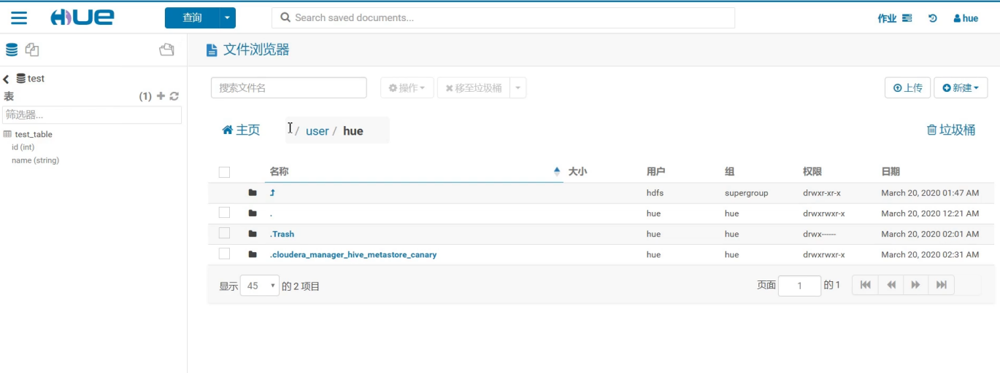 HUE 查询 Search saved documents... 作业 hue
文件浏览器
test
表 (1)
筛选器...
test_table
id (int)
name (string)
搜索文件名 操作 移至垃圾桶 上传 新建
主页 / user / hue 垃圾桶
名称 大小 用户 组 权限 日期
hdfs supergroup drwxr-xr-x March 20, 2020 01:47 AM
. hue hue drwxrwxr-x March 20, 2020 12:21 AM
.Trash hue hue drwx------ March 20, 2020 02:01 AM
.cloudera_manager_hive_metastore_canary hue hue drwxrwxr-x March 20, 2020 02:31 AM
显示 45 的 2 项目 页面 1 的 1